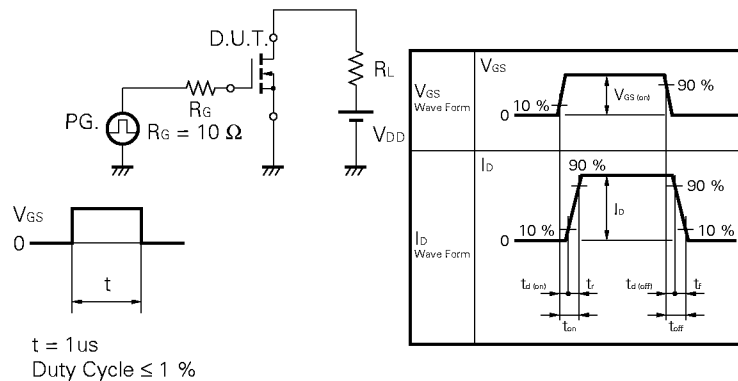 D.U.T.
RL
RG
PG.
RG = 10 Ω
VDD
VGS
0
t
t = 1us
Duty Cycle ≤ 1 %
VGS
Wave Form
VGS
10 %
VGS (on)
90 %
0
ID
Wave Form
ID
90 %
90 %
10 %
ID
10 %
0
td (on)
tr
td (off)
tf
ton
toff